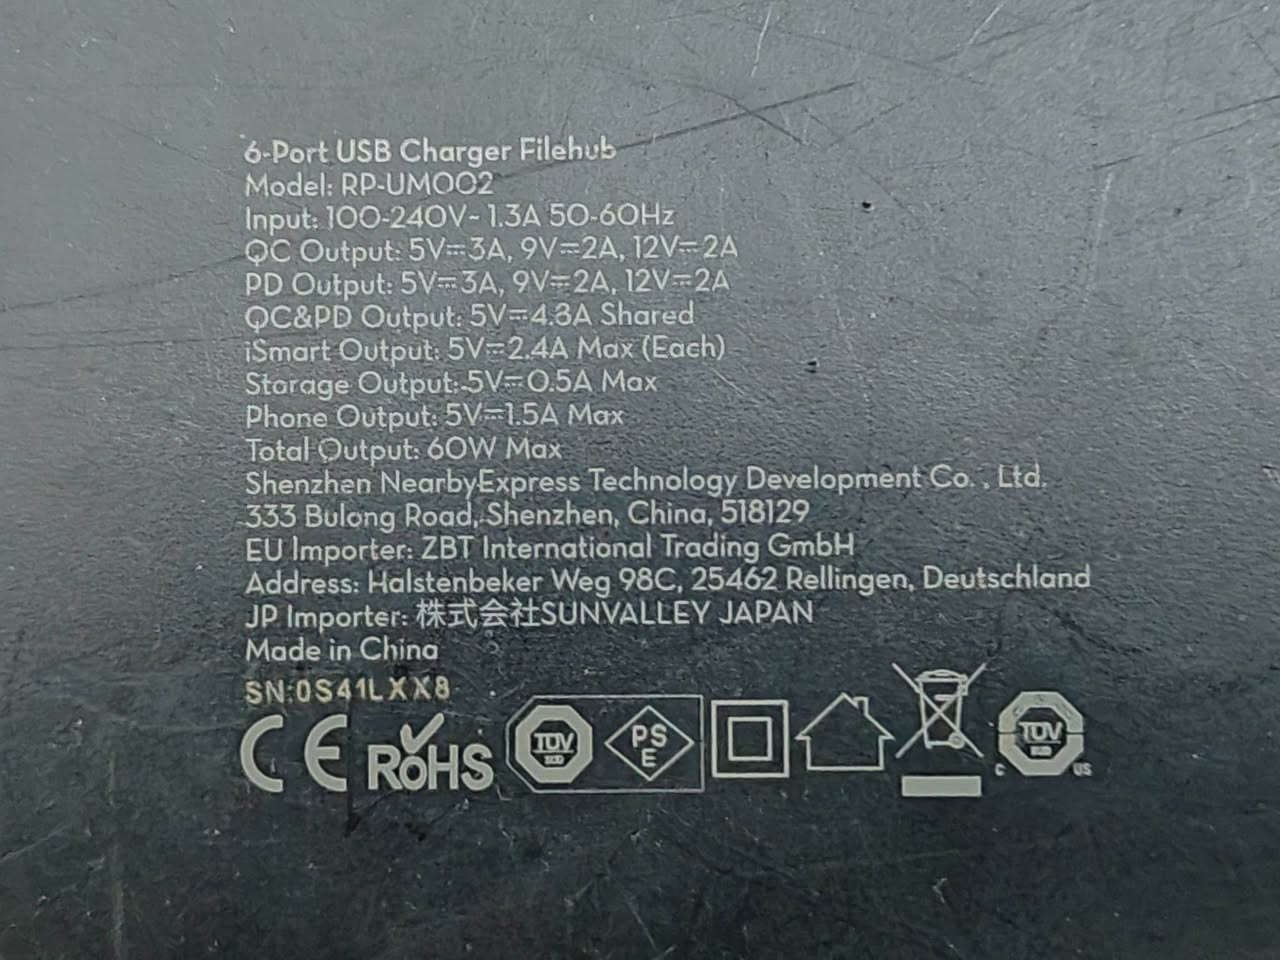 6-Port USB Charger Filehub
Model: RP-UM002
Input: 100-240V~ 1.3A 50-60Hz
QC Output: 5V⎓3A, 9V⎓2A, 12V⎓2A
PD Output: 5V⎓3A, 9V⎓2A, 12V⎓2A
QC&PD Output: 5V⎓4.3A Shared
iSmart Output: 5V⎓2.4A Max (Each)
Storage Output: 5V⎓0.5A Max
Phone Output: 5V⎓1.5A Max
Total Output: 60W Max
Shenzhen NearbyExpress Technology Development Co. , Ltd.
333 Bulong Road, Shenzhen, China, 518129
EU Importer: ZBT International Trading GmbH
Address: Halstenbeker Weg 98C, 25462 Rellingen, Deutschland
JP Importer: 株式会社SUNVALLEY JAPAN
Made in China
SN:0S41LXX8
CE RoHS TÜV SÜD PSE c TÜV SÜD US